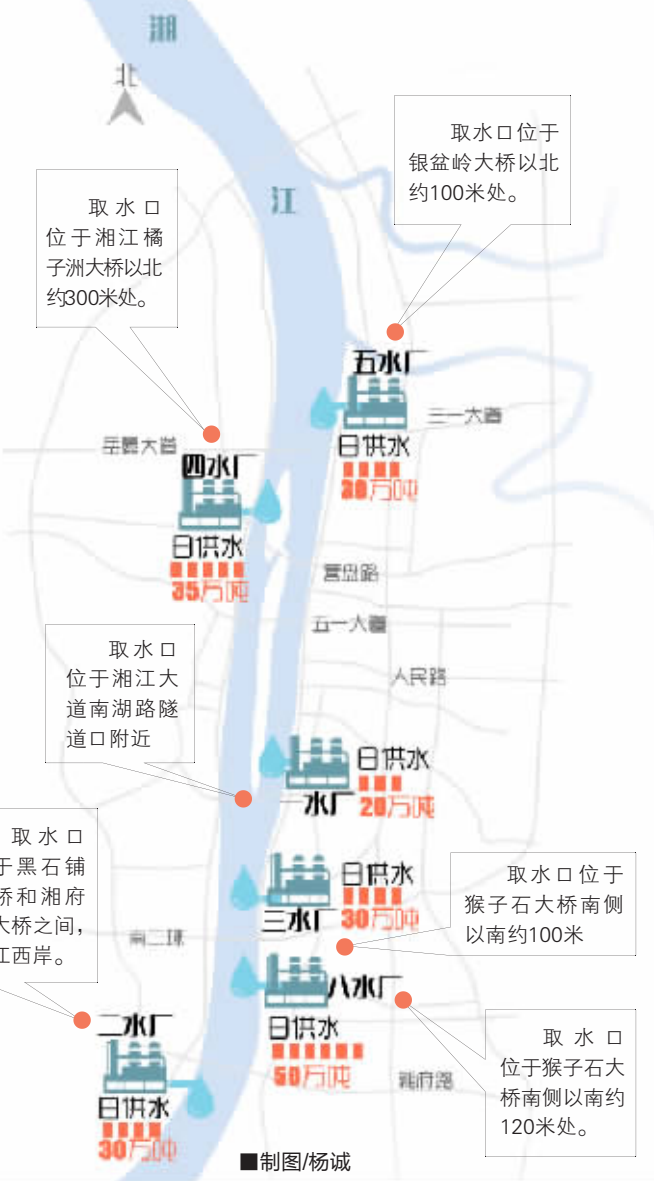 湘
北
江
取水口位于
银盆岭大桥以北
约100米处。
取水口
位于湘江橘
子洲大桥以北
约300米处。
五水厂
三一大道
日供水
30万吨
岳麓大道
四水厂
日供水
35万吨
营盘路
五一大道
人民路
取水口
位于湘江大
道南湖路隧
道口附近
日供水
20万吨
一水厂
取水口
于黑石铺
桥和湘府
大桥之间,
江西岸。
日供水
30万吨
三水厂
取水口位于
猴子石大桥南侧
以南约100米
南二环
八水厂
日供水
50万吨
取水口
位于猴子石大
桥南侧以南约
120米处。
二水厂
日供水
30万吨
湘府路
■制图/杨诚